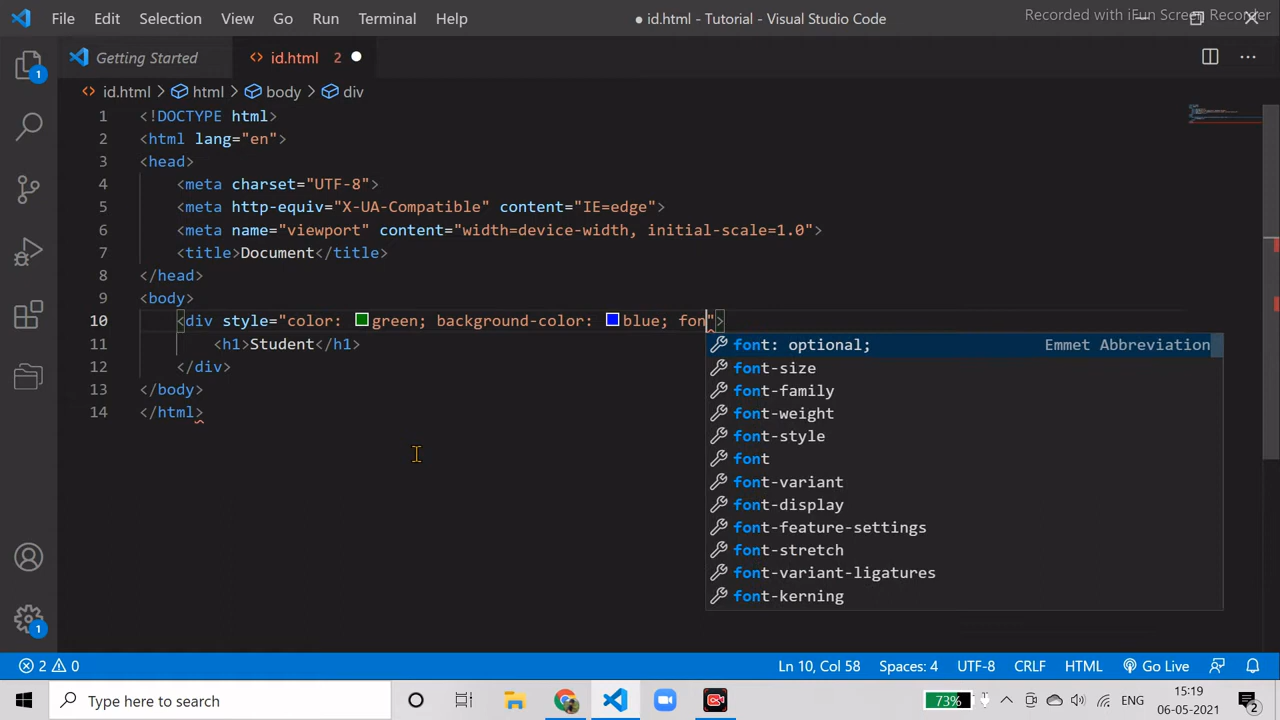 File Edit Selection View Go Run Terminal Help ● id.html - Tutorial - Visual Studio Code
Recorded with iFun Screen Recorder
Getting Started <> id.html 2
1
<> id.html > html > body > div
1 <!DOCTYPE html>
2 <html lang="en">
3 <head>
4 <meta charset="UTF-8">
5 <meta http-equiv="X-UA-Compatible" content="IE=edge">
6 <meta name="viewport" content="width=device-width, initial-scale=1.0">
7 <title>Document</title>
8 </head>
9 <body>
10 <div style="color: green; background-color: blue; fon">
11 <h1>Student</h1>
12 </div>
13 </body>
14 </html>
font: optional; Emmet Abbreviation
font-size
font-family
font-weight
font-style
font
font-variant
font-display
font-feature-settings
font-stretch
font-variant-ligatures
font-kerning
1
2 0 Ln 10, Col 58 Spaces: 4 UTF-8 CRLF HTML Go Live
Type here to search 73% ENG 15:19
06-05-2021 2